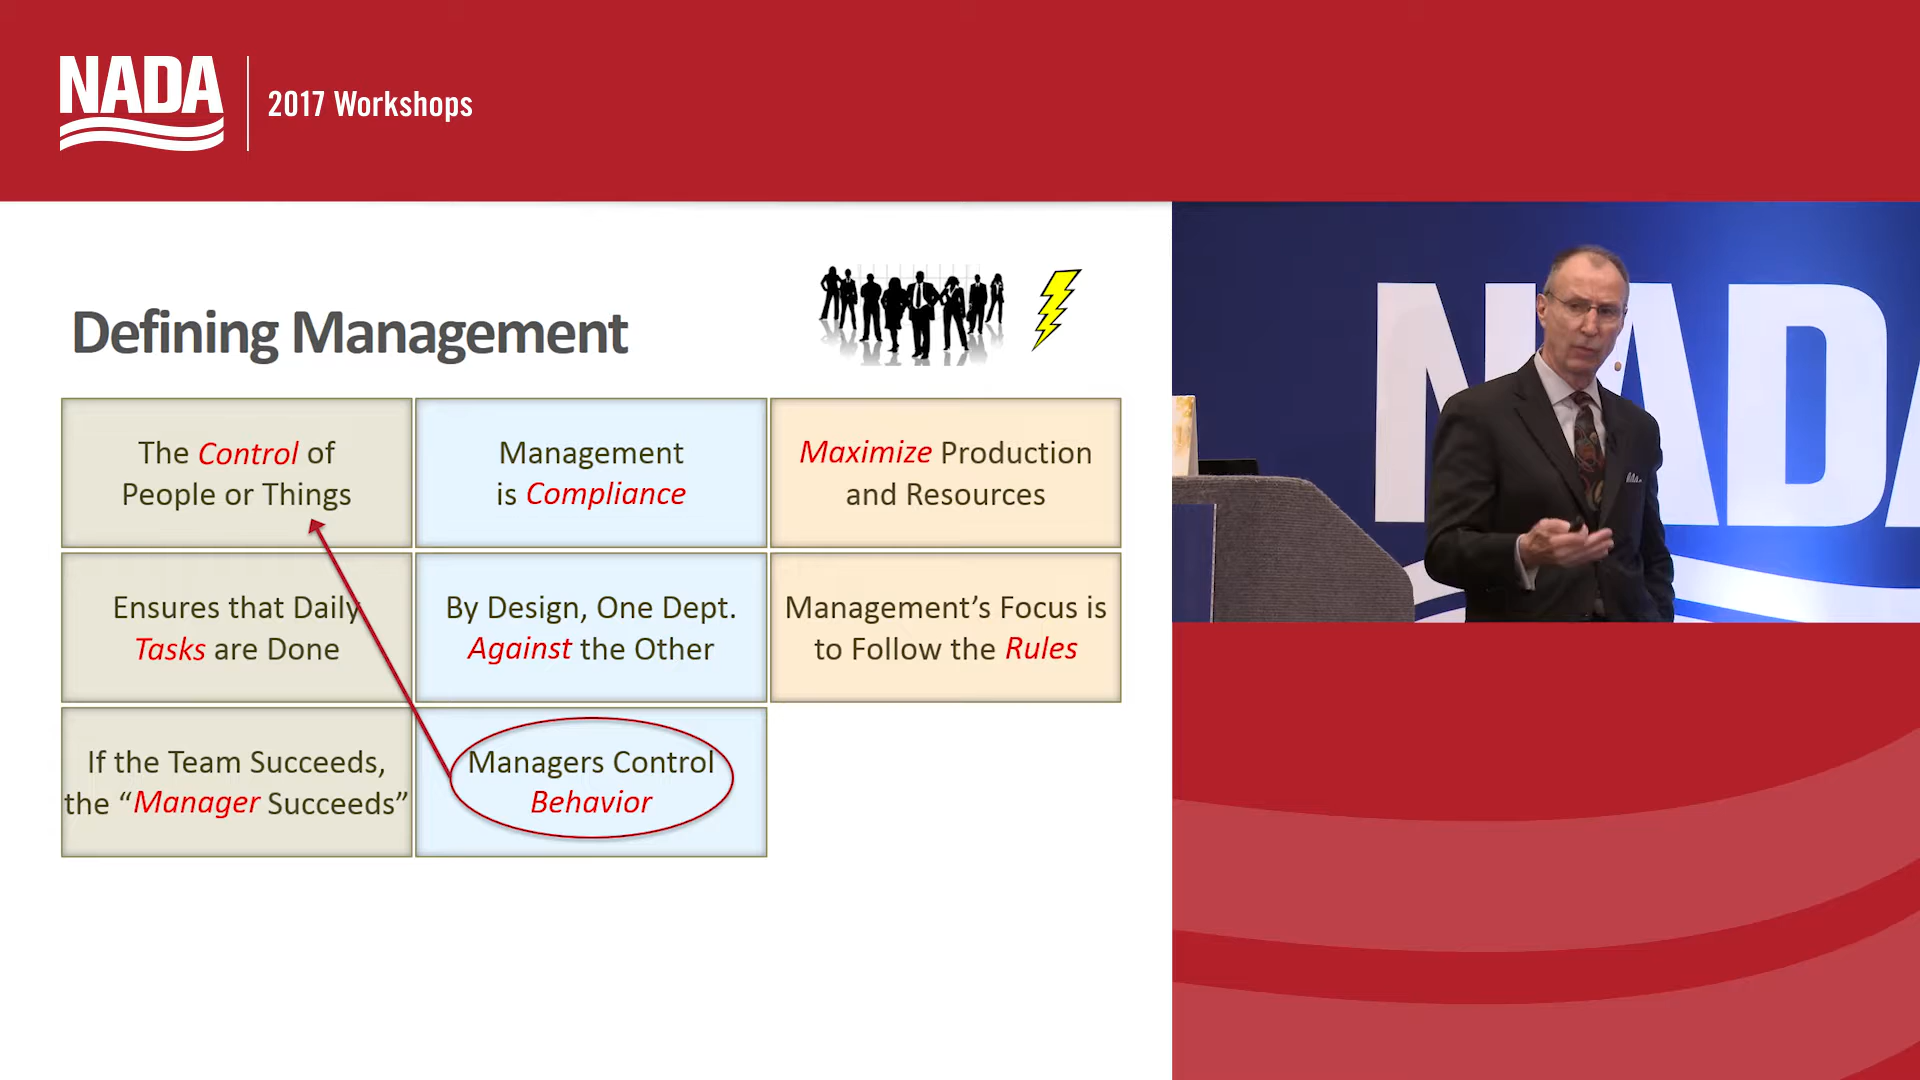 NADA
2017 Workshops
Defining Management
The Control of
People or Things
Management
is Compliance
Maximize Production
and Resources
Ensures that Daily
Tasks are Done
By Design, One Dept.
Against the Other
Management’s Focus is
to Follow the Rules
If the Team Succeeds,
the “Manager Succeeds”
Managers Control
Behavior
NADA